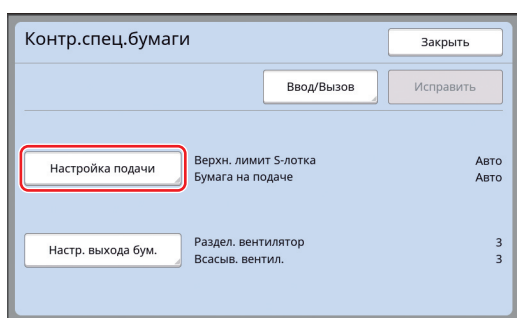 Контр.спец.бумаги
Закрыть
Ввод/Вызов
Исправить
Настройка подачи
Верхн. лимит S-лотка
Авто
Бумага на подаче
Авто
Настр. выхода бум.
Раздел. вентилятор
3
Всасыв. вентил.
3